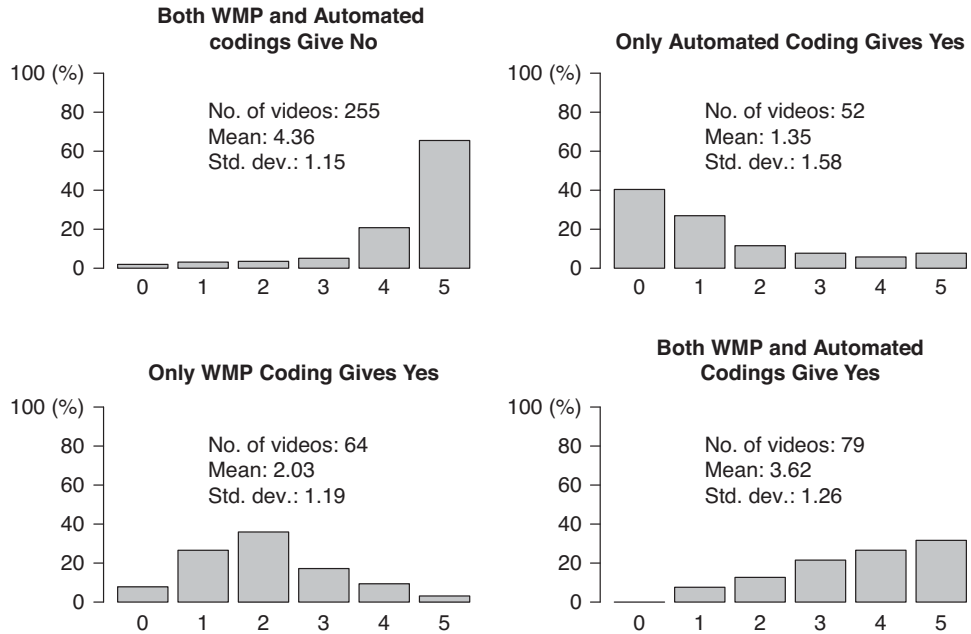 Both WMP and Automated
codings Give No
100 (%)
80
60
40
20
0
No. of videos: 255
Mean: 4.36
Std. dev.: 1.15
0 1 2 3 4 5
Only Automated Coding Gives Yes
100 (%)
80
60
40
20
0
No. of videos: 52
Mean: 1.35
Std. dev.: 1.58
0 1 2 3 4 5
Only WMP Coding Gives Yes
100 (%)
80
60
40
20
0
No. of videos: 64
Mean: 2.03
Std. dev.: 1.19
0 1 2 3 4 5
Both WMP and Automated
Codings Give Yes
100 (%)
80
60
40
20
0
No. of videos: 79
Mean: 3.62
Std. dev.: 1.26
0 1 2 3 4 5